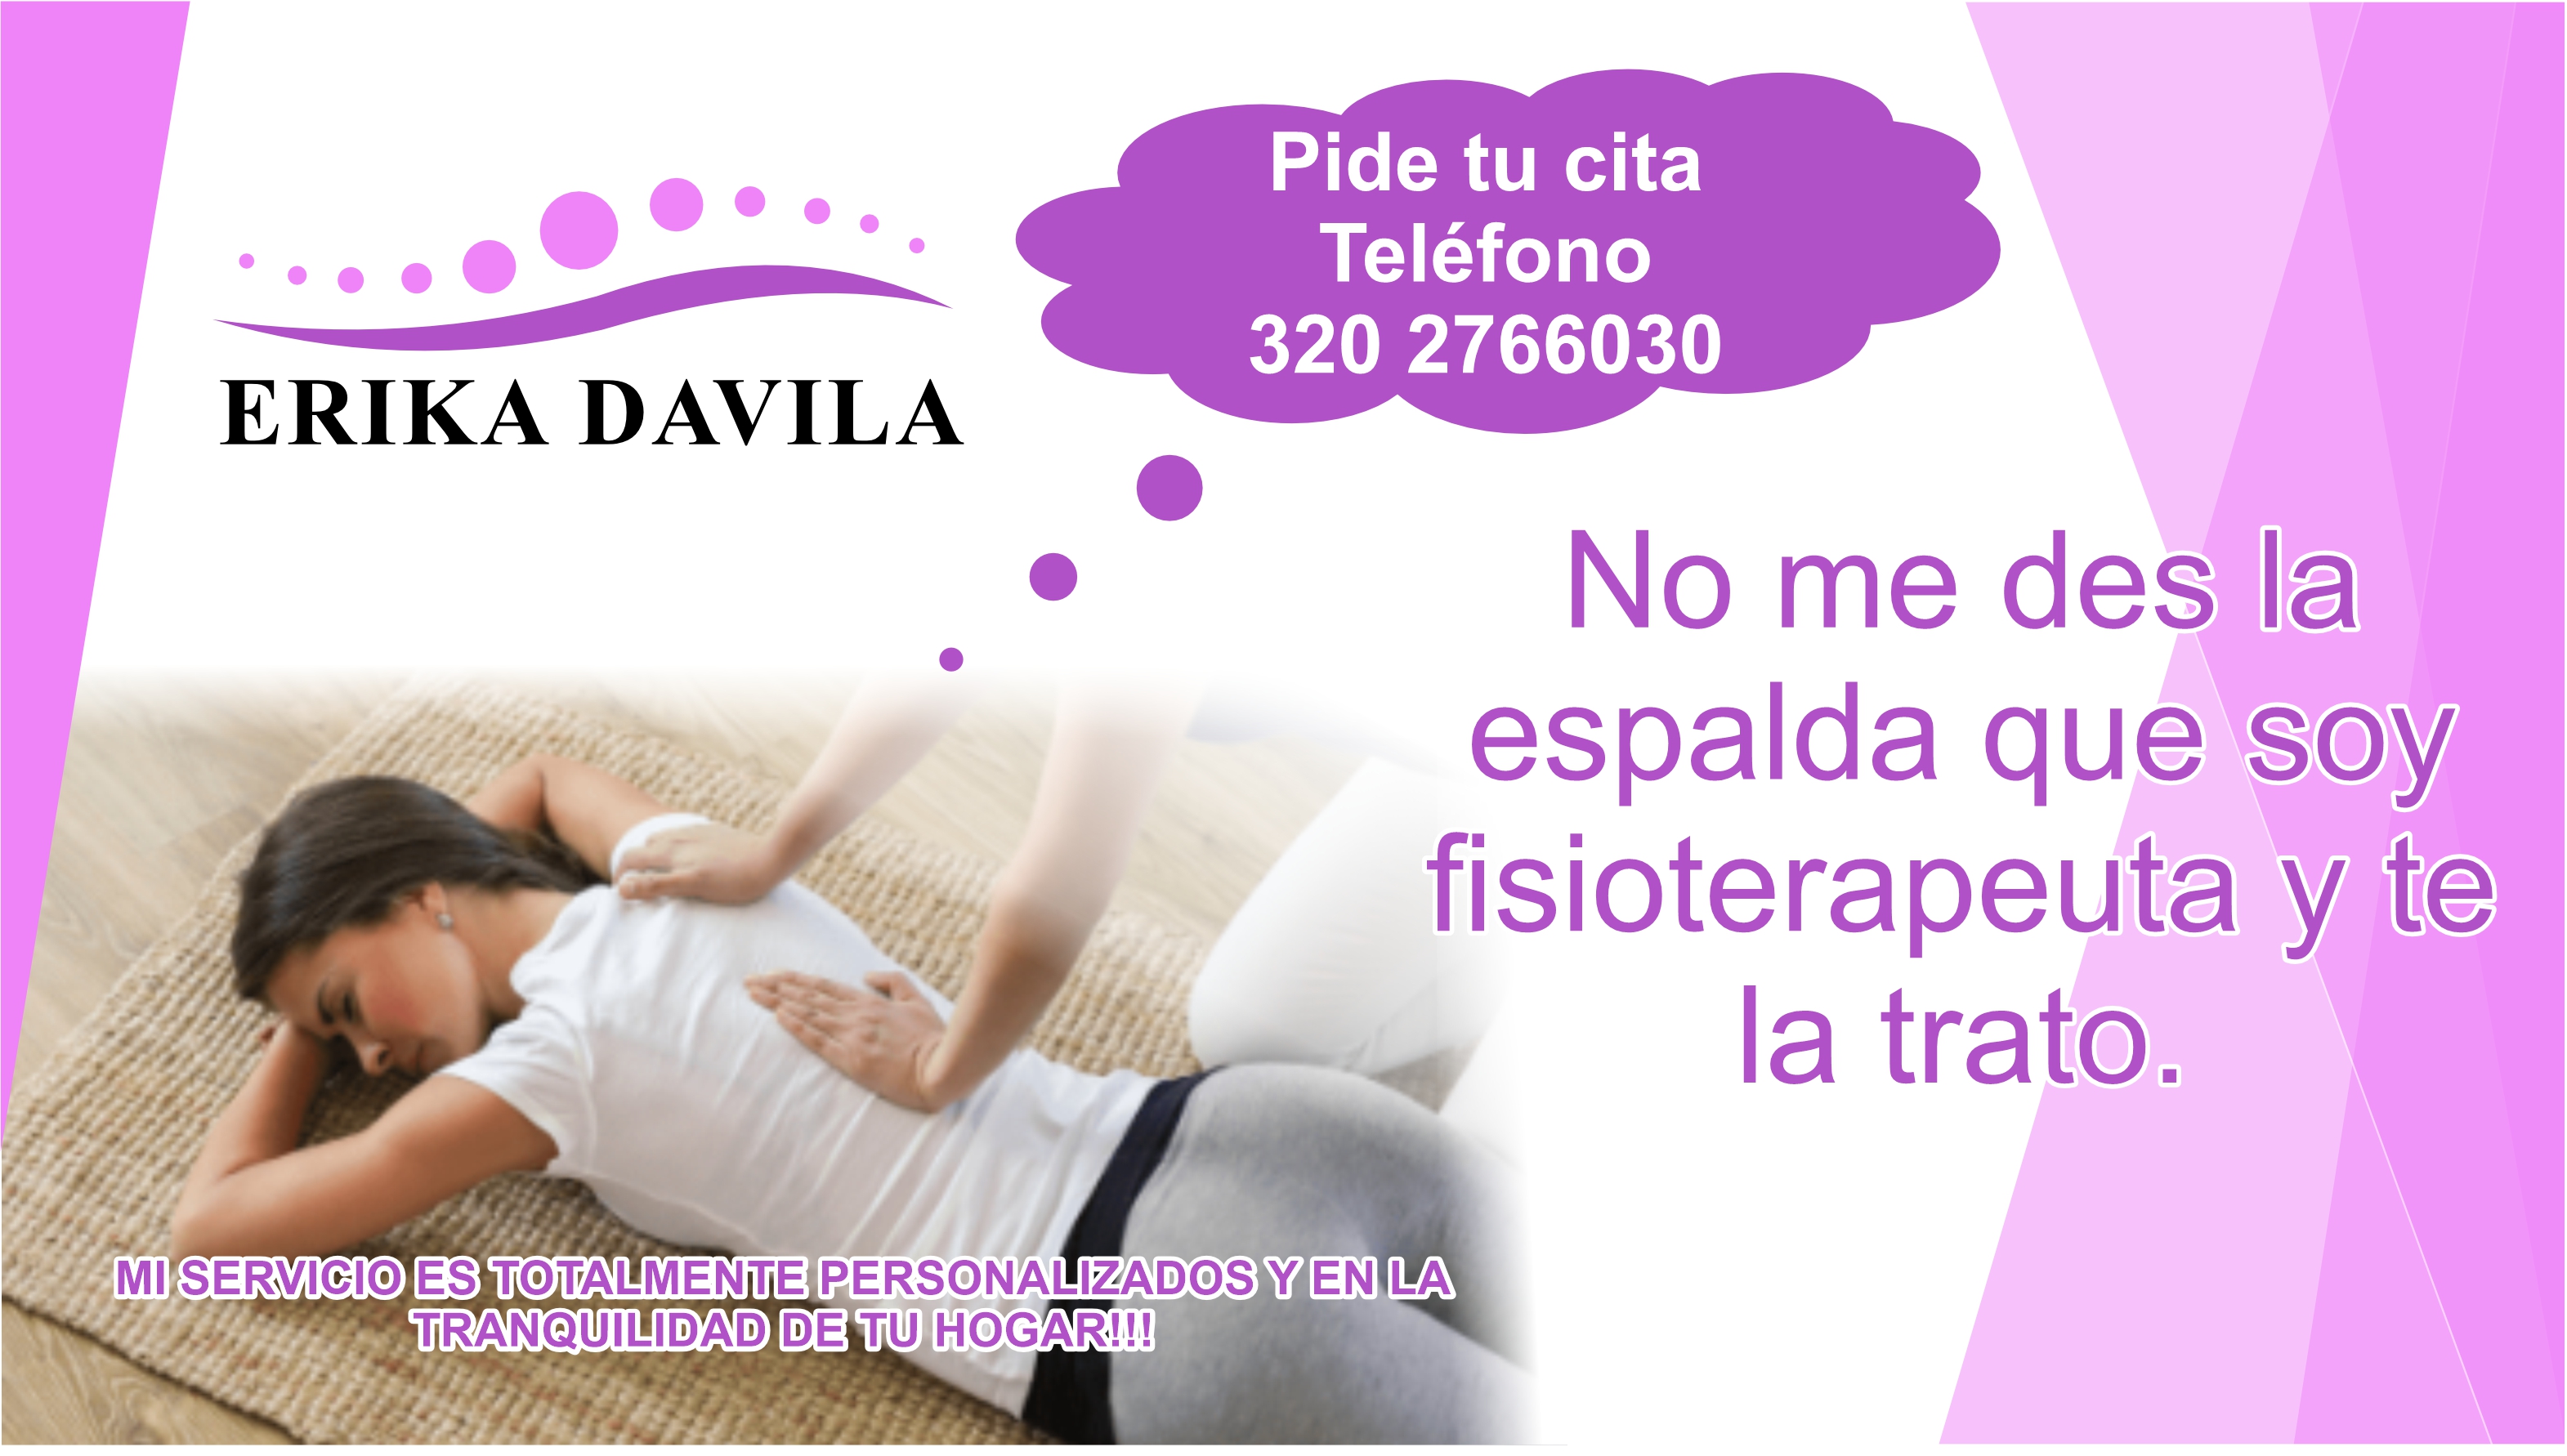 ERIKA DAVILA
Pide tu cita
Teléfono
320 2766030
No me des la
espalda que soy
fisioterapeuta y te
la trato.
MI SERVICIO ES TOTALMENTE PERSONALIZADOS Y EN LA
TRANQUILIDAD DE TU HOGAR!!!